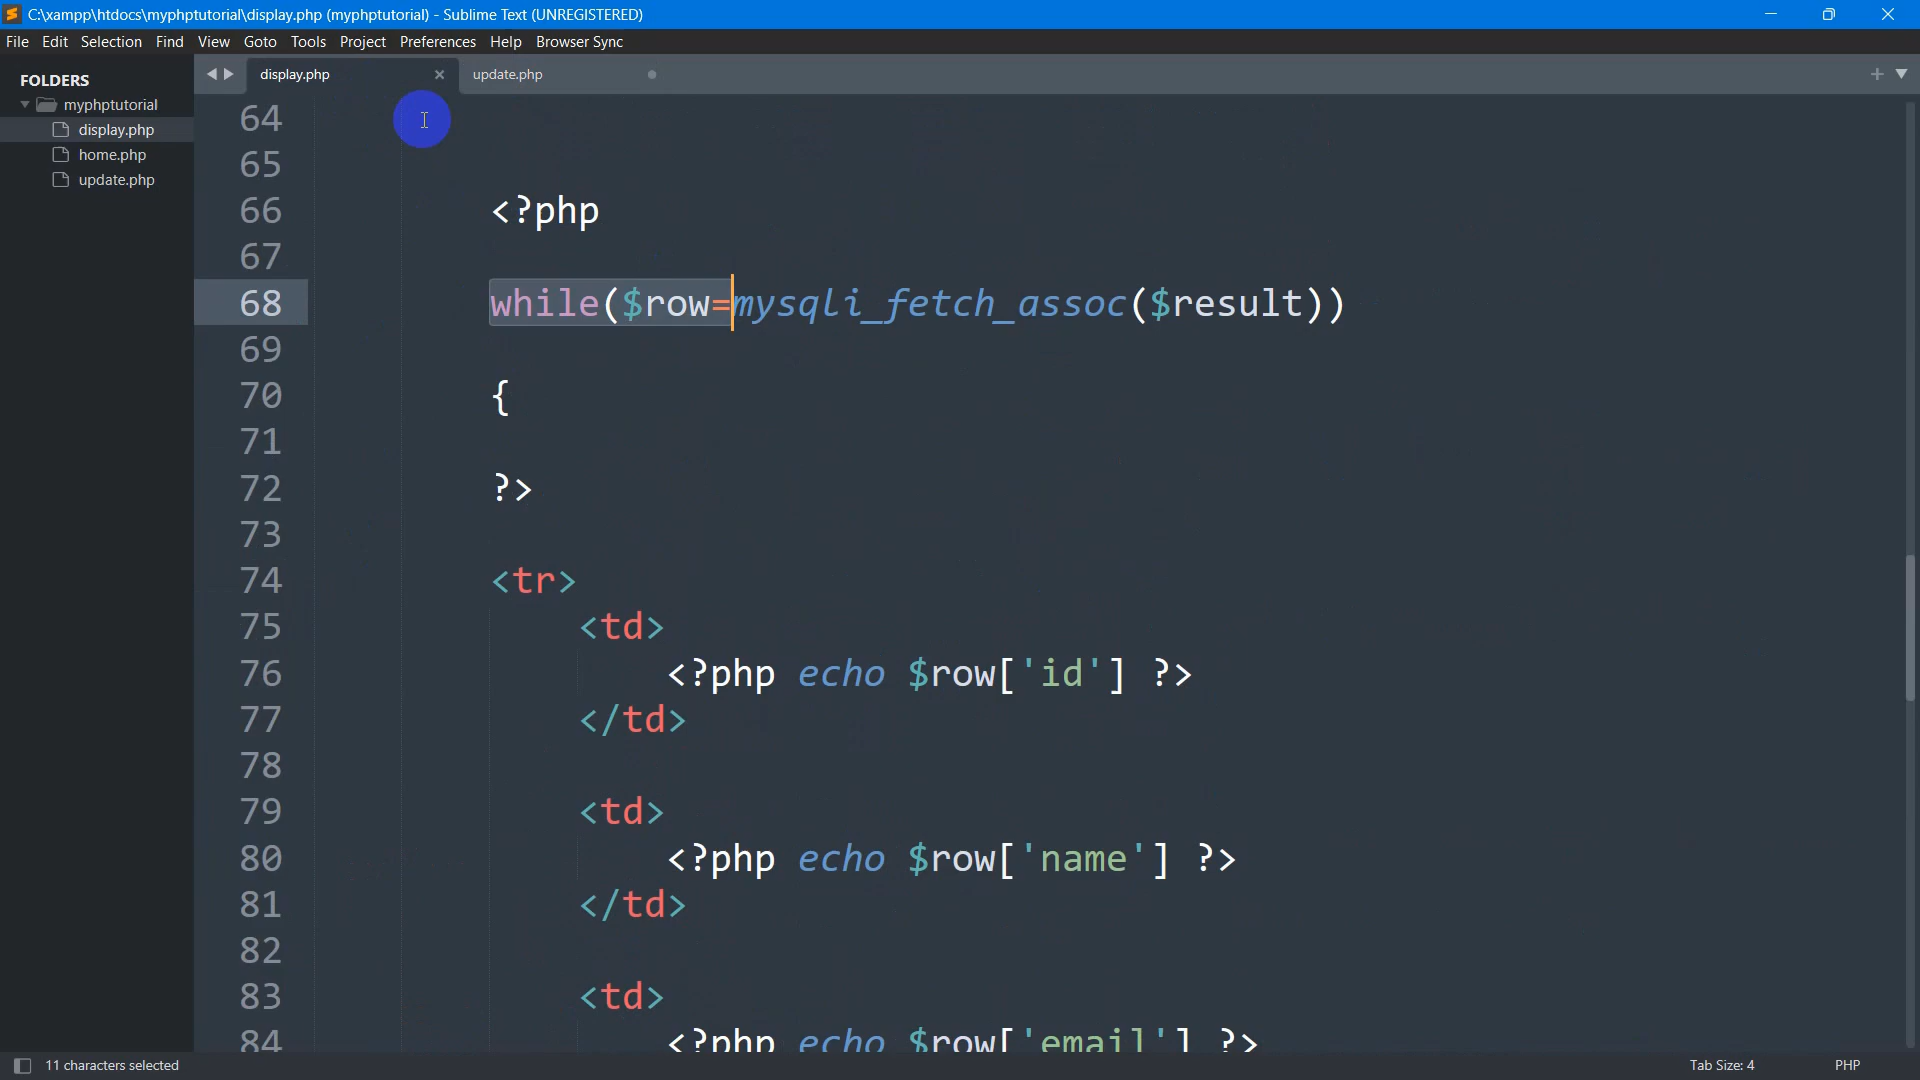 C:\xampp\htdocs\myphptutorial\display.php (myphptutorial) - Sublime Text (UNREGISTERED)
File Edit Selection Find View Goto Tools Project Preferences Help Browser Sync
FOLDERS
myphptutorial
display.php
home.php
update.php
display.php update.php
64
65
66 <?php
67
68 while($row=mysqli_fetch_assoc($result))
69
70 {
71
72 ?>
73
74 <tr>
75 <td>
76 <?php echo $row['id'] ?>
77 </td>
78
79 <td>
80 <?php echo $row['name'] ?>
81 </td>
82
83 <td>
84 <?php echo $row['email'] ?>
11 characters selected
Tab Size: 4 PHP